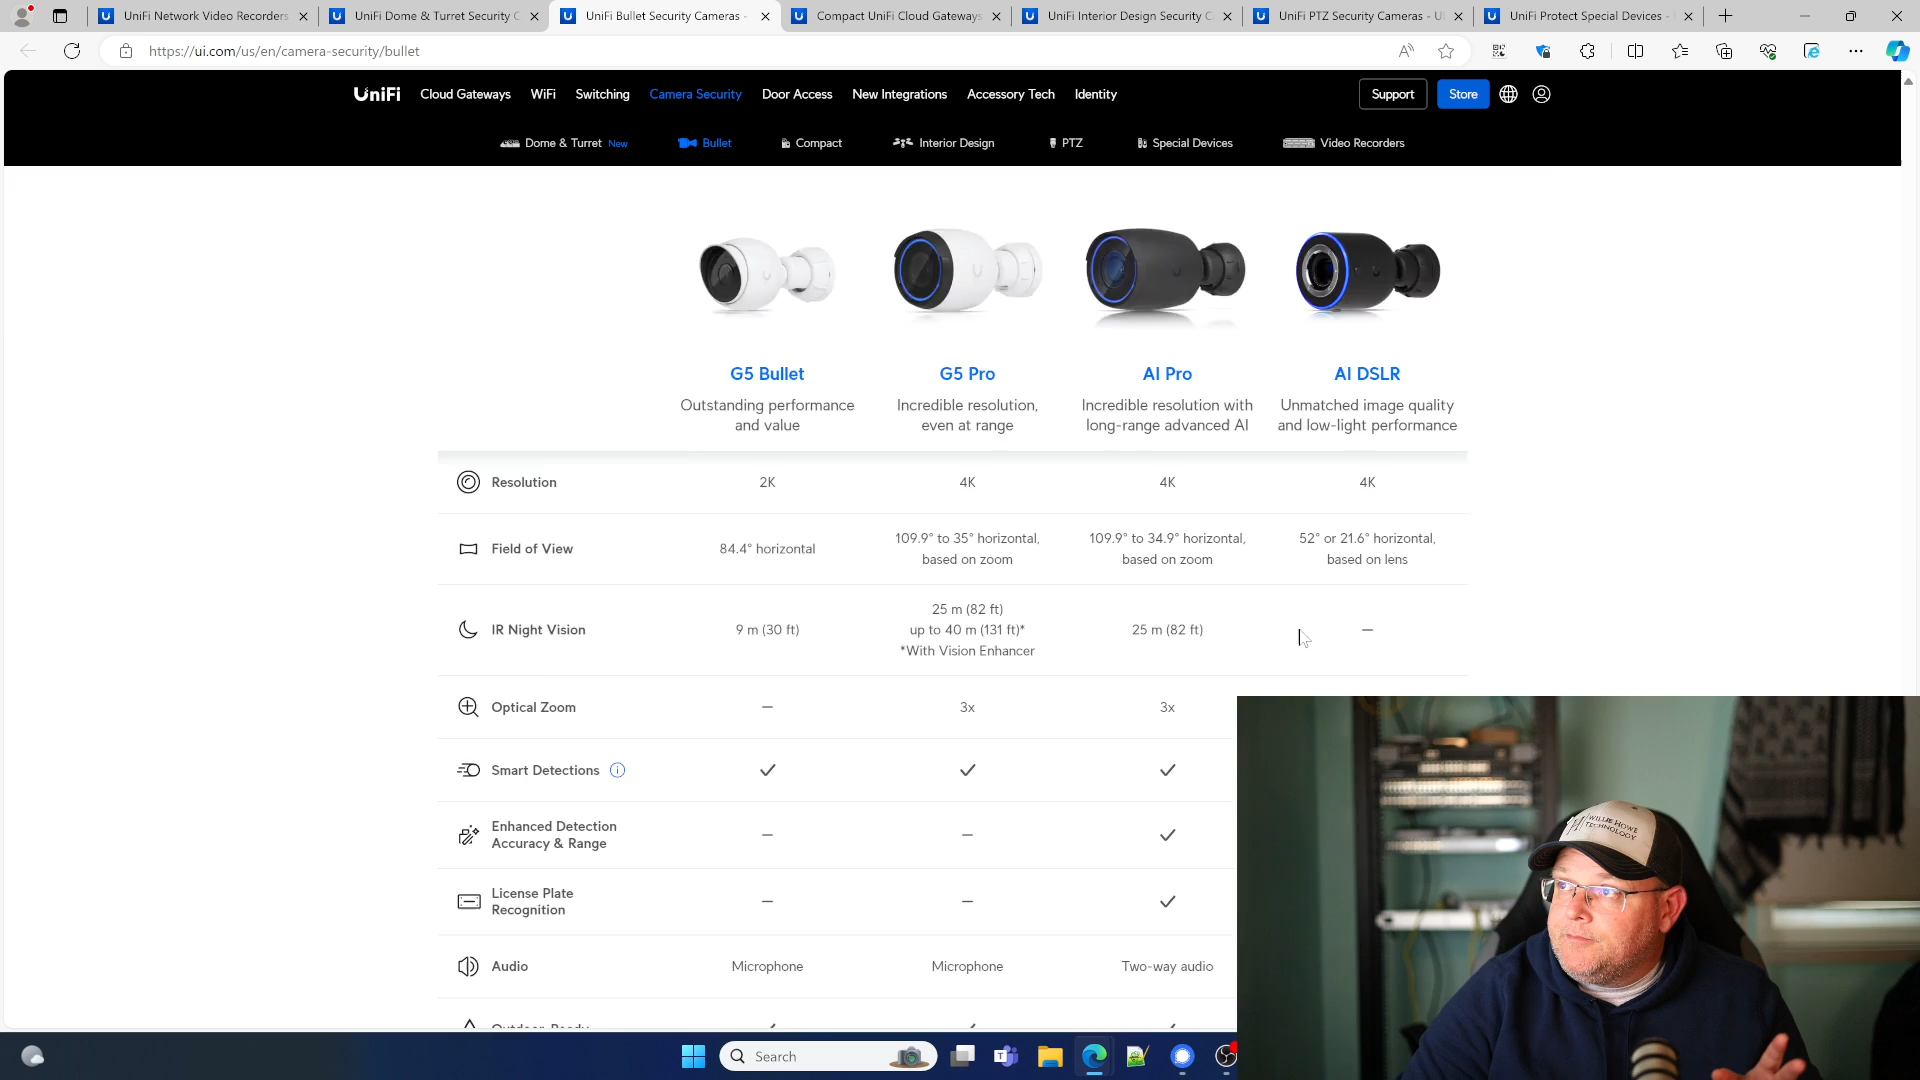 UniFi Network Video Recorders
UniFi Dome & Turret Security C
UniFi Bullet Security Cameras -
Compact UniFi Cloud Gateways
UniFi Interior Design Security C
UniFi PTZ Security Cameras - U
UniFi Protect Special Devices -
https://ui.com/us/en/camera-security/bullet
UniFi
Cloud Gateways
WiFi
Switching
Camera Security
Door Access
New Integrations
Accessory Tech
Identity
Support
Store
Dome & Turret New
Bullet
Compact
Interior Design
PTZ
Special Devices
Video Recorders
G5 Bullet
G5 Pro
AI Pro
AI DSLR
Outstanding performance
and value
Incredible resolution,
even at range
Incredible resolution with
long-range advanced AI
Unmatched image quality
and low-light performance
Resolution
2K
4K
4K
4K
Field of View
84.4° horizontal
109.9° to 35° horizontal,
based on zoom
109.9° to 34.9° horizontal,
based on zoom
52° or 21.6° horizontal,
based on lens
IR Night Vision
9 m (30 ft)
25 m (82 ft)
up to 40 m (131 ft)*
*With Vision Enhancer
25 m (82 ft)
—
Optical Zoom
—
3x
3x
Smart Detections
Enhanced Detection
Accuracy & Range
—
—
License Plate
Recognition
—
—
Audio
Microphone
Microphone
Two-way audio
Outdoor-Ready
Search
WILLIE HOWE
TECHNOLOGY